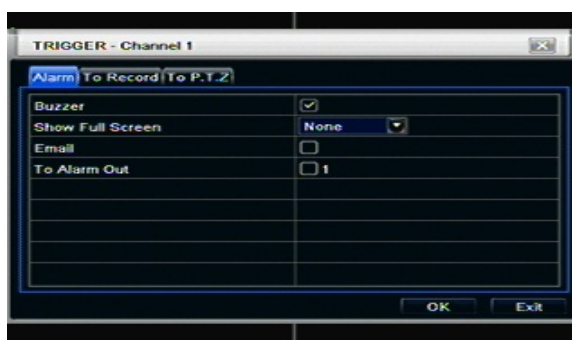 TRIGGER - Channel 1
Alarm To Record To P.T.Z
Buzzer
Show Full Screen None
Email
To Alarm Out 1
OK Exit